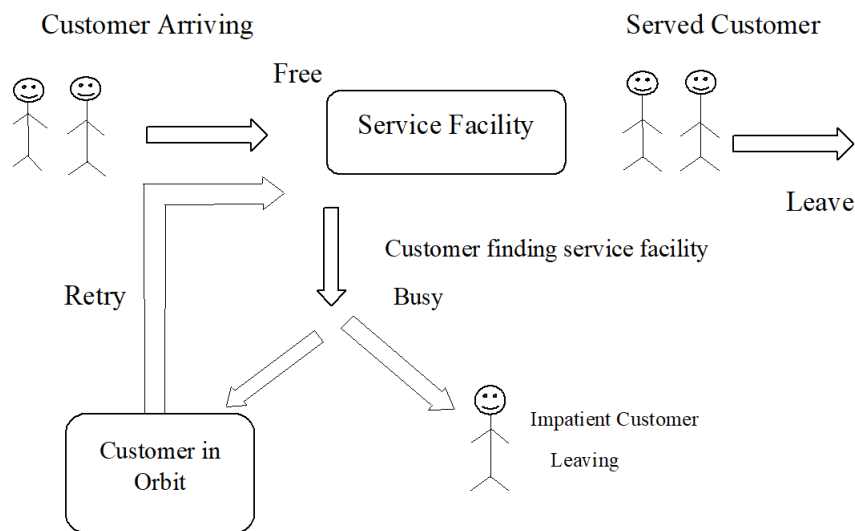 Customer Arriving
Served Customer
Free
Service Facility
Leave
Customer finding service facility
Busy
Retry
Impatient Customer
Leaving
Customer in
Orbit